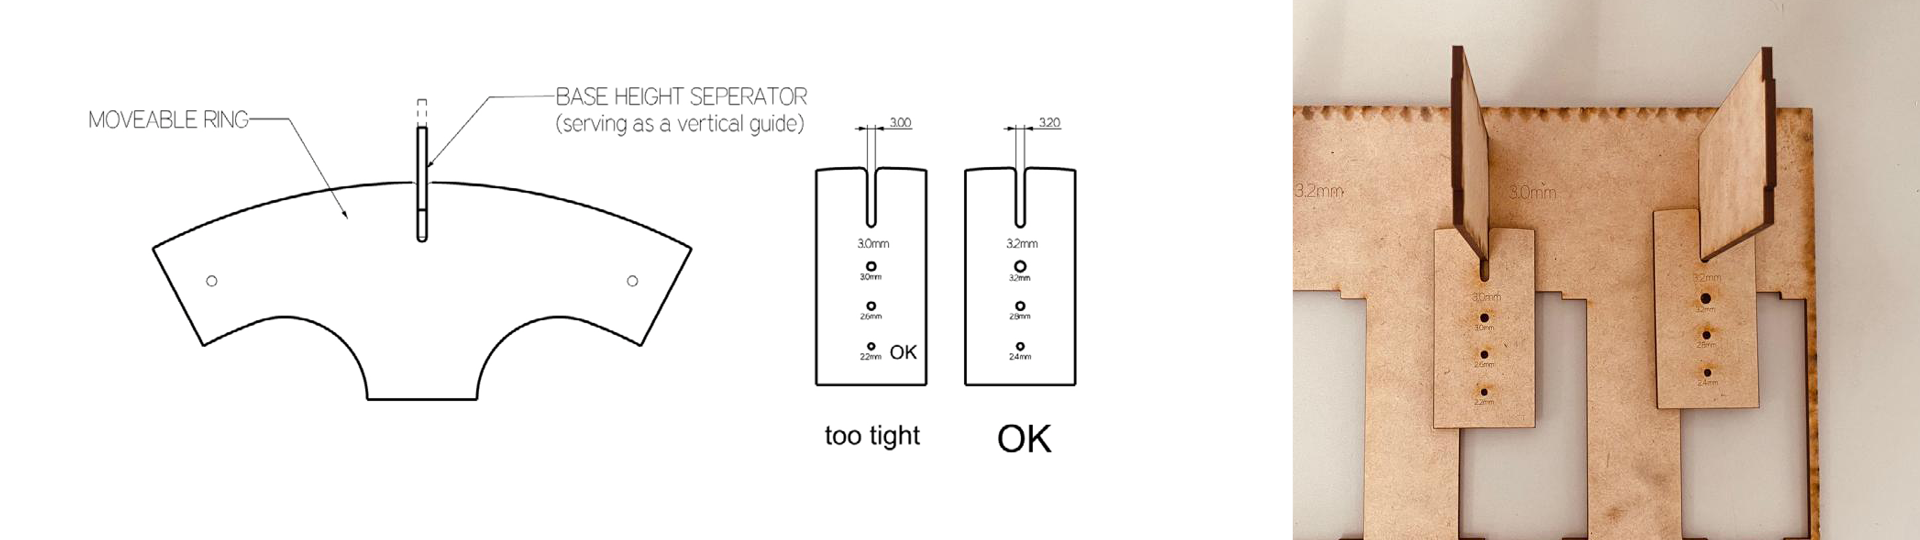 MOVEABLE RING
BASE HEIGHT SEPERATOR
(serving as a vertical guide)
3.00
3.0mm
3.0mm
2.6mm
2.2mm
OK
too tight
3.20
3.2mm
3.2mm
2.8mm
2.4mm
OK
3.2mm
3.0mm
3.0mm
3.0mm
2.6mm
2.2mm
3.2mm
3.2mm
2.8mm
2.4mm